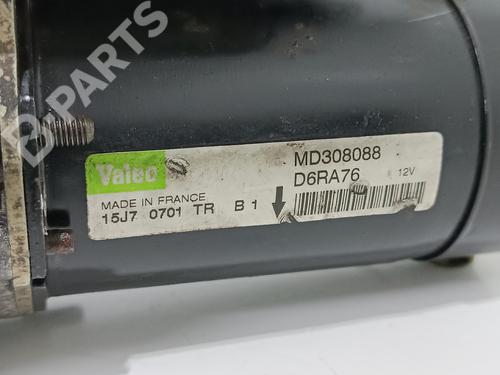 B-PARTS
Valeo
MD308088
D6RA76 12V
MADE IN FRANCE
15J7 0701 TR B 1